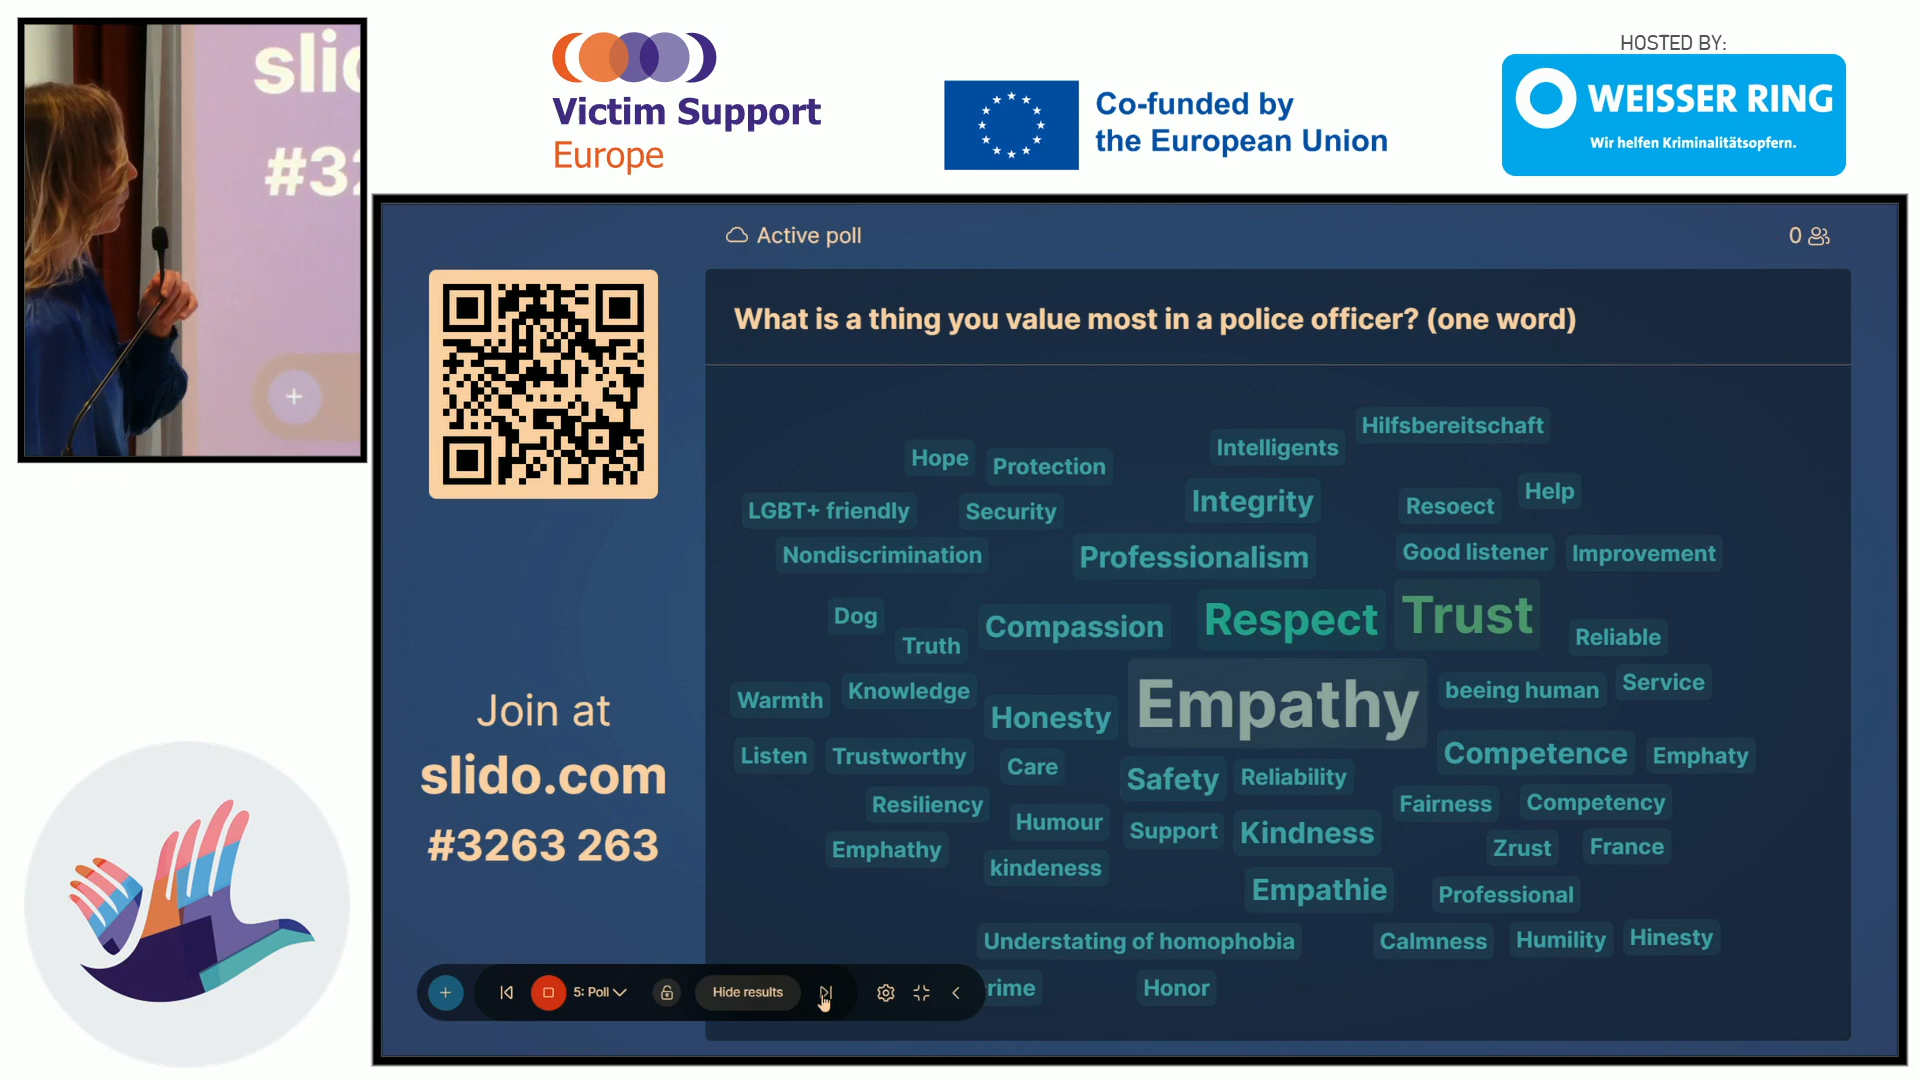 slid
#32
+
Victim Support
Europe
Co-funded by
the European Union
HOSTED BY:
WEISSER RING
Wir helfen Kriminalitätsopfern.
Active poll
0
What is a thing you value most in a police officer? (one word)
Hilfsbereitschaft
Intelligents
Hope
Protection
Help
Integrity
Resoect
LGBT+ friendly
Security
Nondiscrimination
Professionalism
Good listener
Improvement
Dog
Compassion
Respect
Trust
Truth
Reliable
Warmth
Knowledge
Honesty
Empathy
beeing human
Service
Listen
Trustworthy
Care
Safety
Reliability
Competence
Emphaty
Resiliency
Humour
Support
Kindness
Fairness
Competency
Emphathy
kindeness
Zrust
France
Empathie
Professional
Understating of homophobia
Calmness
Humility
Hinesty
rime
Honor
Join at
slido.com
#3263 263
+
5: Poll
Hide results